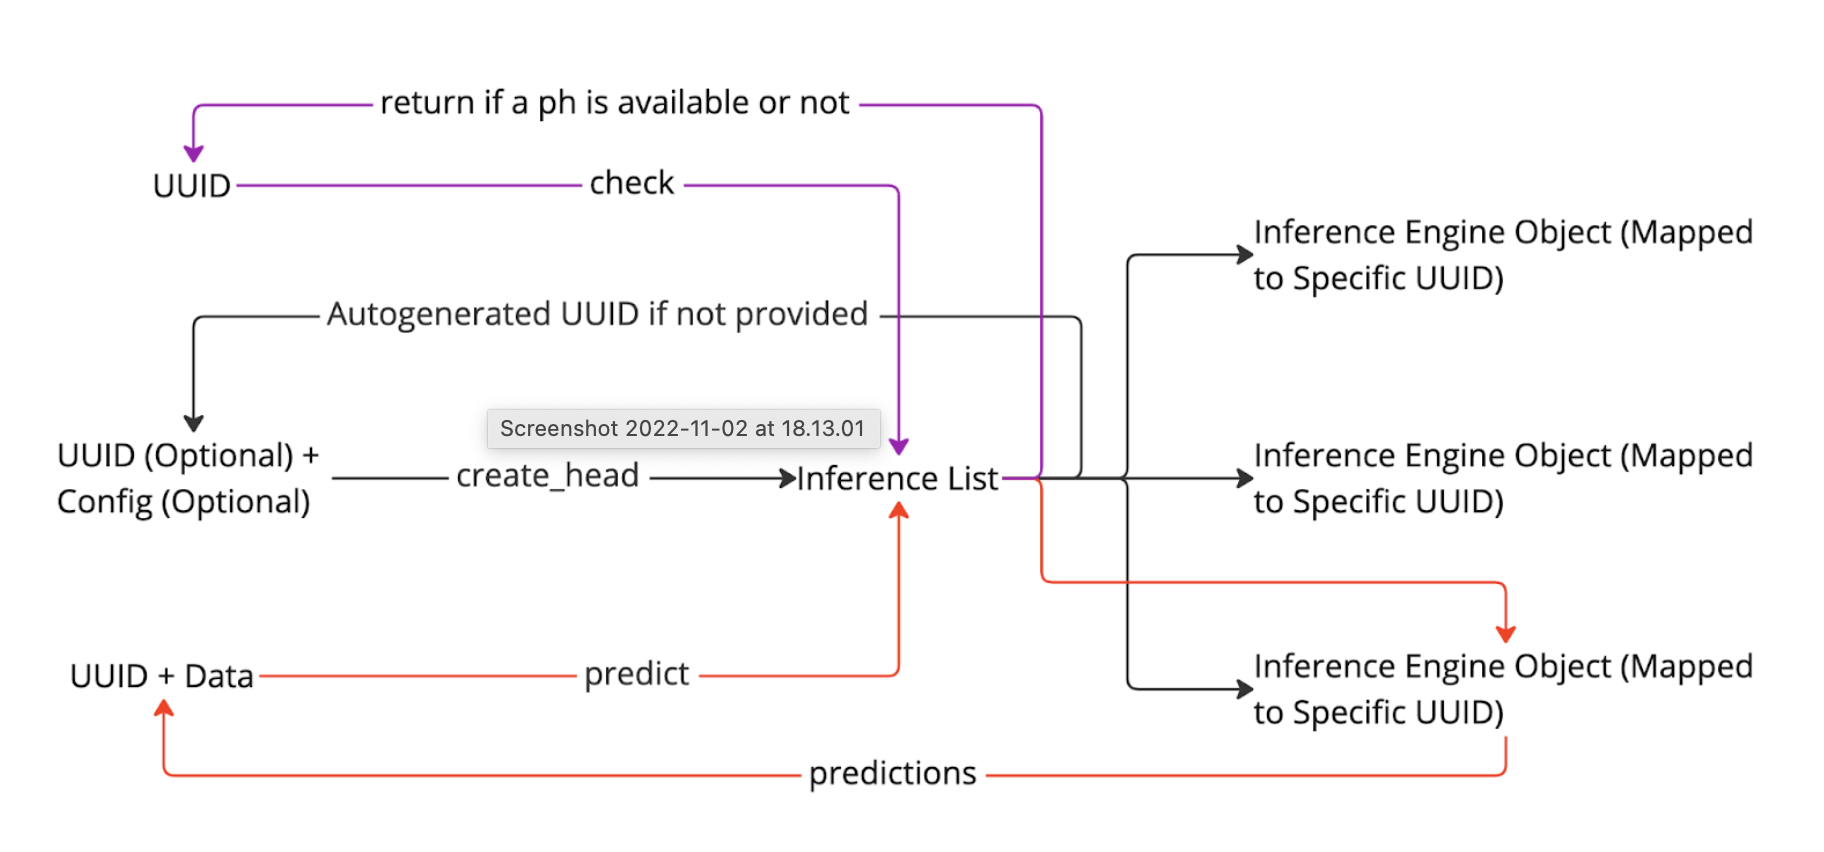 return if a ph is available or not
UUID
check
Inference Engine Object (Mapped
to Specific UUID)
Autogenerated UUID if not provided
Screenshot 2022-11-02 at 18.13.01
UUID (Optional) +
Config (Optional)
create_head
Inference List
Inference Engine Object (Mapped
to Specific UUID)
UUID + Data
predict
Inference Engine Object (Mapped
to Specific UUID)
predictions